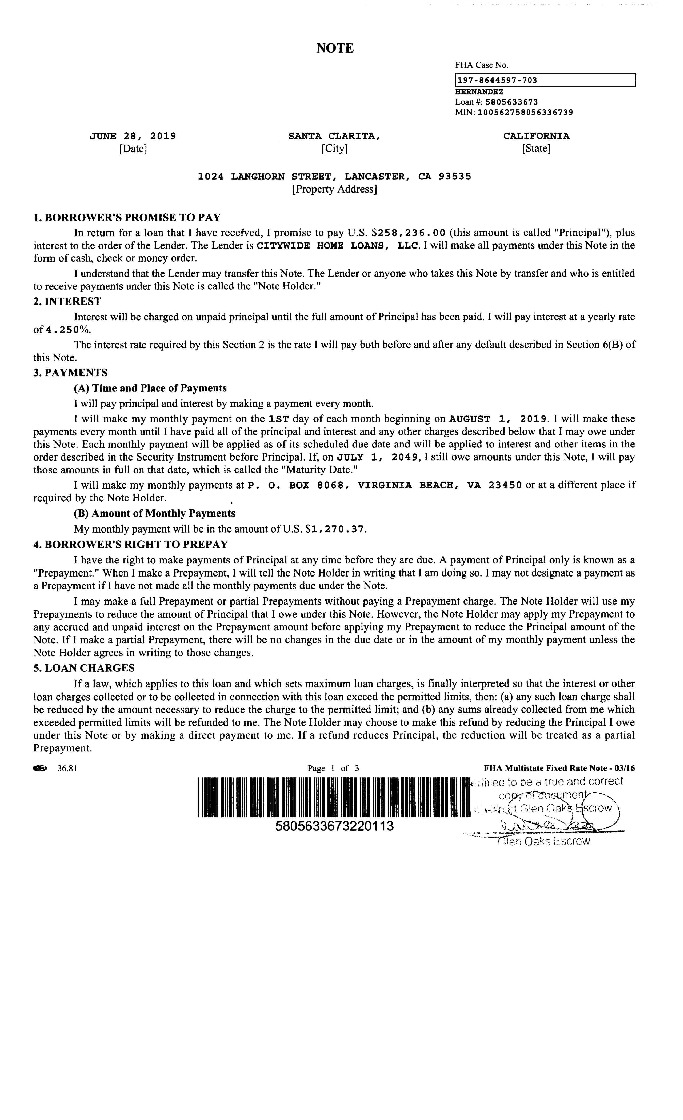 NOTE
FHA Case No.
197-8644597-703
HERNANDEZ
Loan #: 5805633673
MIN: 100562758056336739
JUNE 28, 2019 SANTA CLARITA, CALIFORNIA
[Date] [City] [State]
1024 LANGHORN STREET, LANCASTER, CA 93535
[Property Address]
1. BORROWER'S PROMISE TO PAY
In return for a loan that I have received, I promise to pay U.S. $258,236.00 (this amount is called "Principal"), plus
interest to the order of the Lender. The Lender is CITYWIDE HOME LOANS, LLC. I will make all payments under this Note in the
form of cash, check or money order.
I understand that the Lender may transfer this Note. The Lender or anyone who takes this Note by transfer and who is entitled
to receive payments under this Note is called the "Note Holder."
2. INTEREST
Interest will be charged on unpaid principal until the full amount of Principal has been paid. I will pay interest at a yearly rate
of 4.250%.
The interest rate required by this Section 2 is the rate I will pay both before and after any default described in Section 6(B) of
this Note.
3. PAYMENTS
(A) Time and Place of Payments
I will pay principal and interest by making a payment every month.
I will make my monthly payment on the 1ST day of each month beginning on AUGUST 1, 2019. I will make these
payments every month until I have paid all of the principal and interest and any other charges described below that I may owe under
this Note. Each monthly payment will be applied as of its scheduled due date and will be applied to interest and other items in the
order described in the Security Instrument before Principal. If, on JULY 1, 2049, I still owe amounts under this Note, I will pay
those amounts in full on that date, which is called the "Maturity Date."
I will make my monthly payments at P. O. BOX 8068, VIRGINIA BEACH, VA 23450 or at a different place if
required by the Note Holder.
(B) Amount of Monthly Payments
My monthly payment will be in the amount of U.S. $1,270.37.
4. BORROWER'S RIGHT TO PREPAY
I have the right to make payments of Principal at any time before they are due. A payment of Principal only is known as a
"Prepayment." When I make a Prepayment, I will tell the Note Holder in writing that I am doing so. I may not designate a payment as
a Prepayment if I have not made all the monthly payments due under the Note.
I may make a full Prepayment or partial Prepayments without paying a Prepayment charge. The Note Holder will use my
Prepayments to reduce the amount of Principal that I owe under this Note. However, the Note Holder may apply my Prepayment to
any accrued and unpaid interest on the Prepayment amount before applying my Prepayment to reduce the Principal amount of the
Note. If I make a partial Prepayment, there will be no changes in the due date or in the amount of my monthly payment unless the
Note Holder agrees in writing to those changes.
5. LOAN CHARGES
If a law, which applies to this loan and which sets maximum loan charges, is finally interpreted so that the interest or other
loan charges collected or to be collected in connection with this loan exceed the permitted limits, then: (a) any such loan charge shall
be reduced by the amount necessary to reduce the charge to the permitted limit; and (b) any sums already collected from me which
exceeded permitted limits will be refunded to me. The Note Holder may choose to make this refund by reducing the Principal I owe
under this Note or by making a direct payment to me. If a refund reduces Principal, the reduction will be treated as a partial
Prepayment.
36.81 Page 1 of 3 FHA Multistate Fixed Rate Note - 03/16
to be a true and correct
copy
Glen Oaks Escrow
5805633673220113
Glen Oaks Escrow